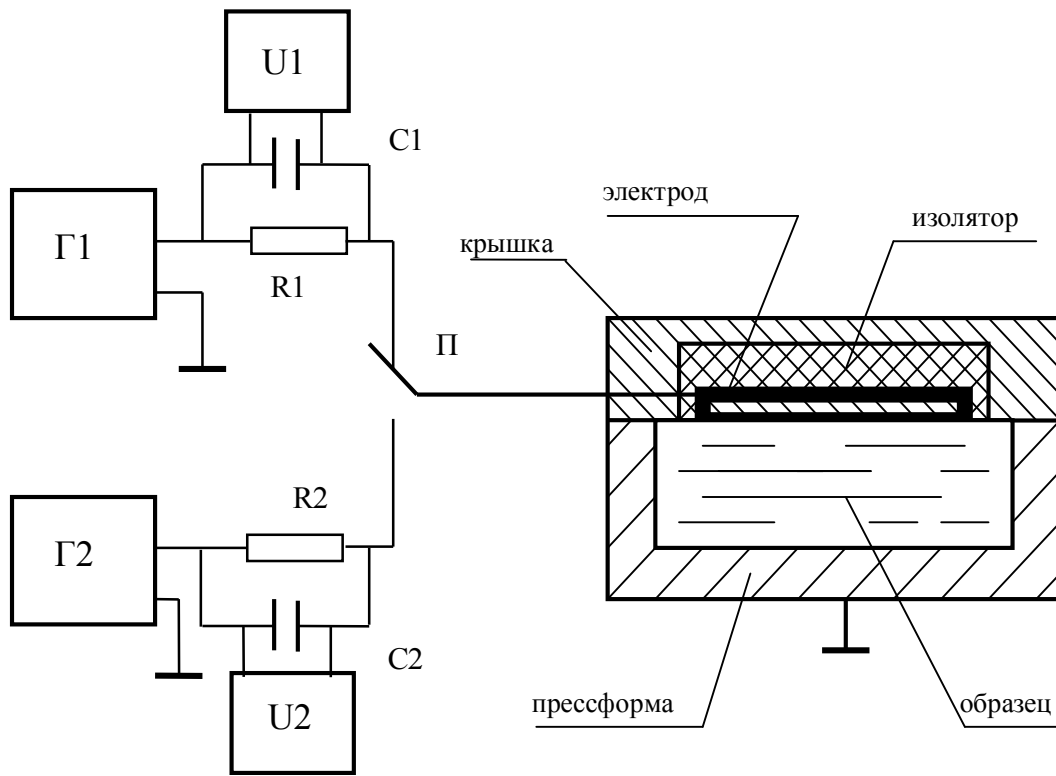 U1
C1
Г1
R1
электрод
изолятор
крышка
П
R2
Г2
C2
U2
прессформа
образец